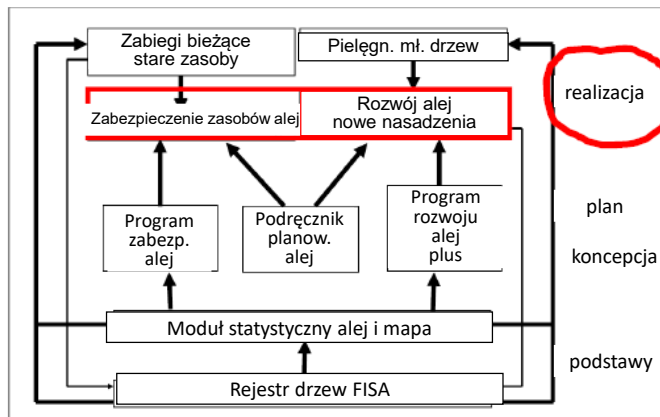 Zabiegi bieżące
stare zasoby
Pielęgn. mł. drzew
realizacja
Zabezpieczenie zasobów alej
Rozwój alej
nowe nasadzenia
plan
Program
zabezp.
alej
Podręcznik
planow.
alej
Program
rozwoju
alej
plus
koncepcja
Moduł statystyczny alej i mapa
podstawy
Rejestr drzew FISA